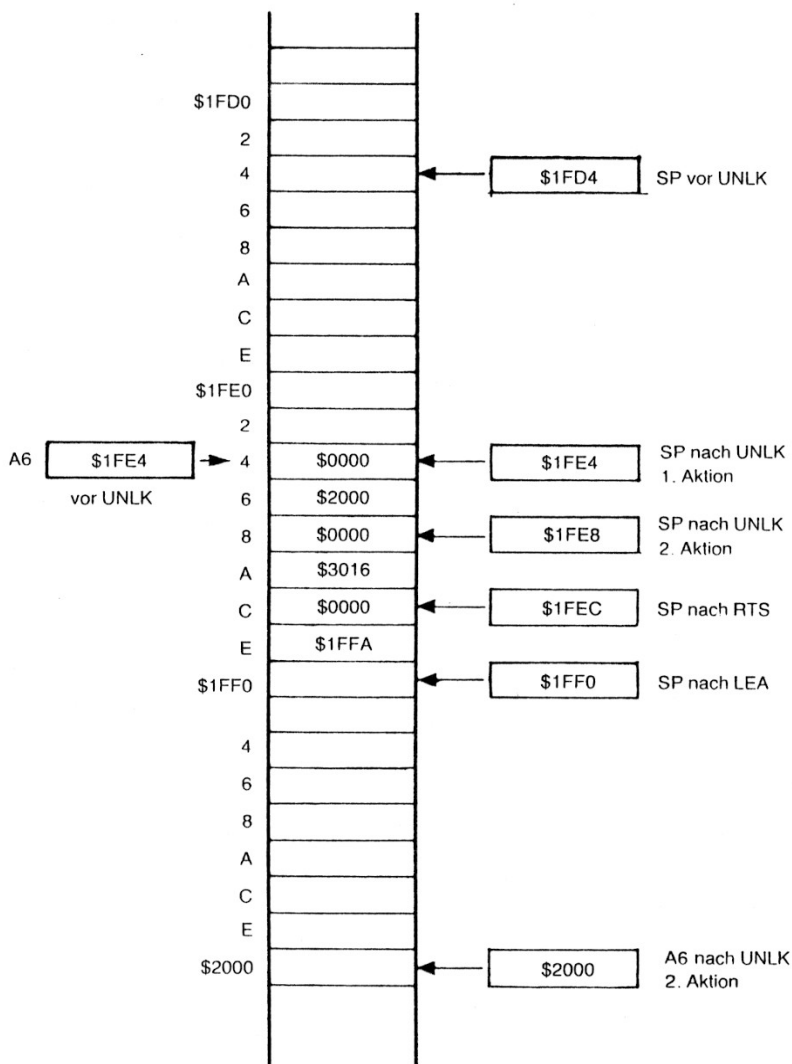 $1FD0
2
4 $1FD4 SP vor UNLK
6
8
A
C
E
$1FE0
2
A6 $1FE4 4 $0000 $1FE4 SP nach UNLK
1. Aktion
vor UNLK 6 $2000
8 $0000 $1FE8 SP nach UNLK
2. Aktion
A $3016
C $0000 $1FEC SP nach RTS
E $1FFA
$1FF0 $1FF0 SP nach LEA
4
6
8
A
C
E
$2000 $2000 A6 nach UNLK
2. Aktion